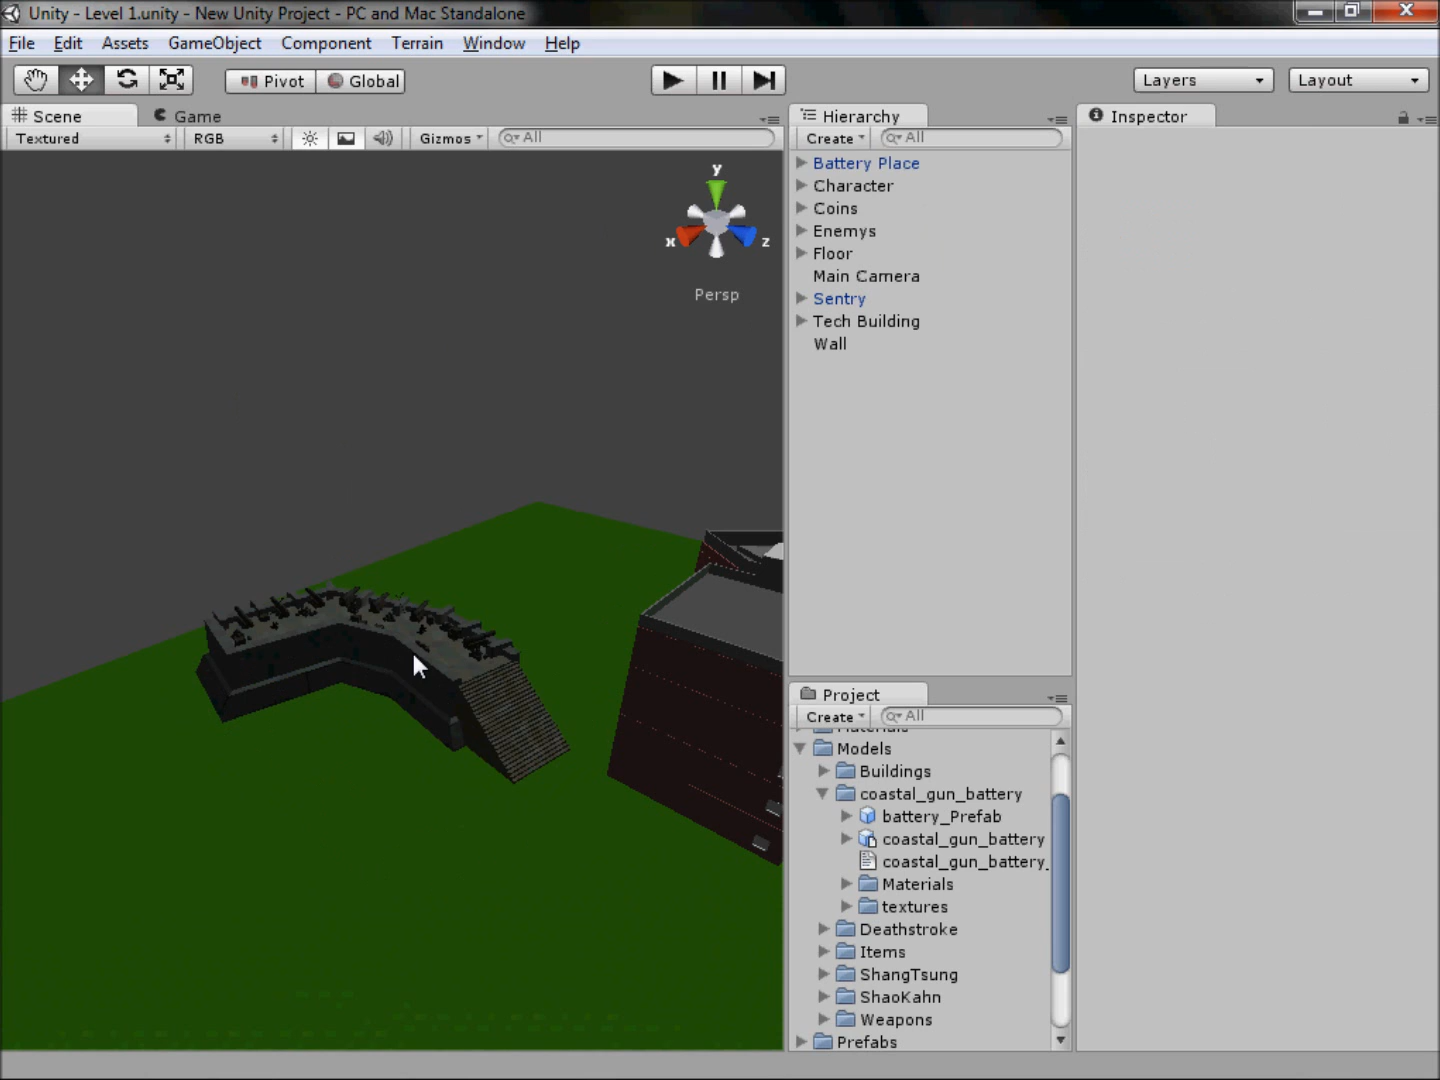 Unity - Level 1.unity - New Unity Project - PC and Mac Standalone
File Edit Assets GameObject Component Terrain Window Help
Pivot Global Layers Layout
Scene Game
Textured RGB Gizmos All
y
x z
Persp
Hierarchy
Create All
Battery Place
Character
Coins
Enemys
Floor
Main Camera
Sentry
Tech Building
Wall
Project
Create All
Materials
Models
Buildings
coastal_gun_battery
battery_Prefab
coastal_gun_battery
coastal_gun_battery_
Materials
textures
Deathstroke
Items
ShangTsung
ShaoKahn
Weapons
Prefabs
Inspector